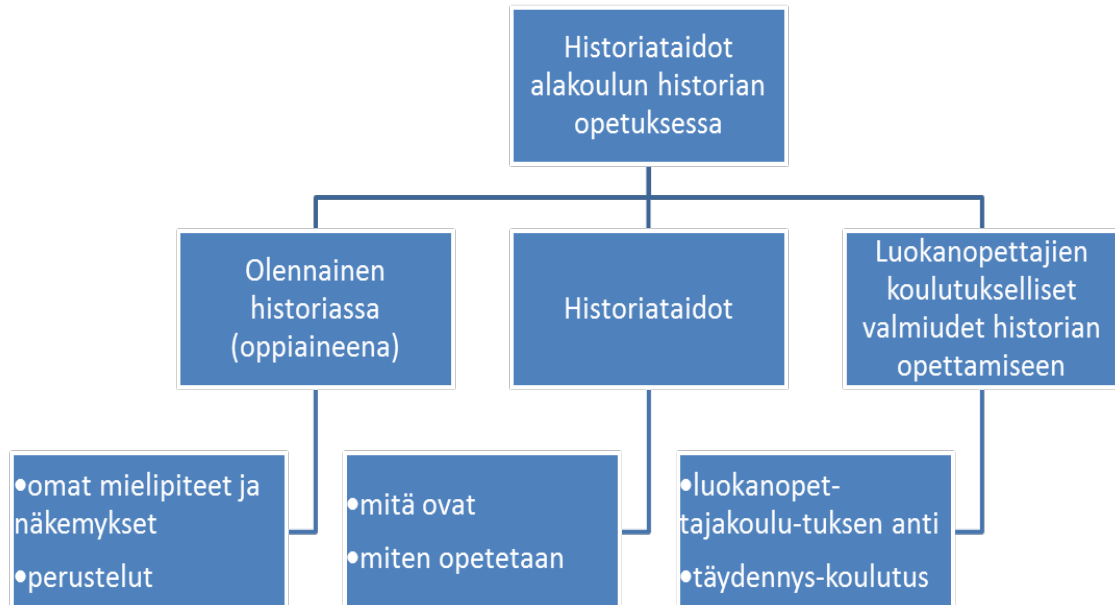 Historiataidot
alakoulun historian
opetuksessa
Olennainen
historiassa
(oppiaineena)
Historiataidot
Luokanopettajien
koulutukselliset
valmiudet historian
opettamiseen
•omat mielipiteet ja
näkemykset
•perustelut
•mitä ovat
•miten opetetaan
•luokanopet-
tajakoulu-tuksen anti
•täydennys-koulutus